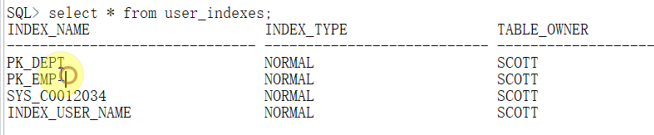 SQL> select * from user_indexes;
INDEX_NAME INDEX_TYPE TABLE_OWNER
------------------------------ --------------------------- ------------------
PK_DEPT NORMAL SCOTT
PK_EMP NORMAL SCOTT
SYS_C0012034 NORMAL SCOTT
INDEX_USER_NAME NORMAL SCOTT